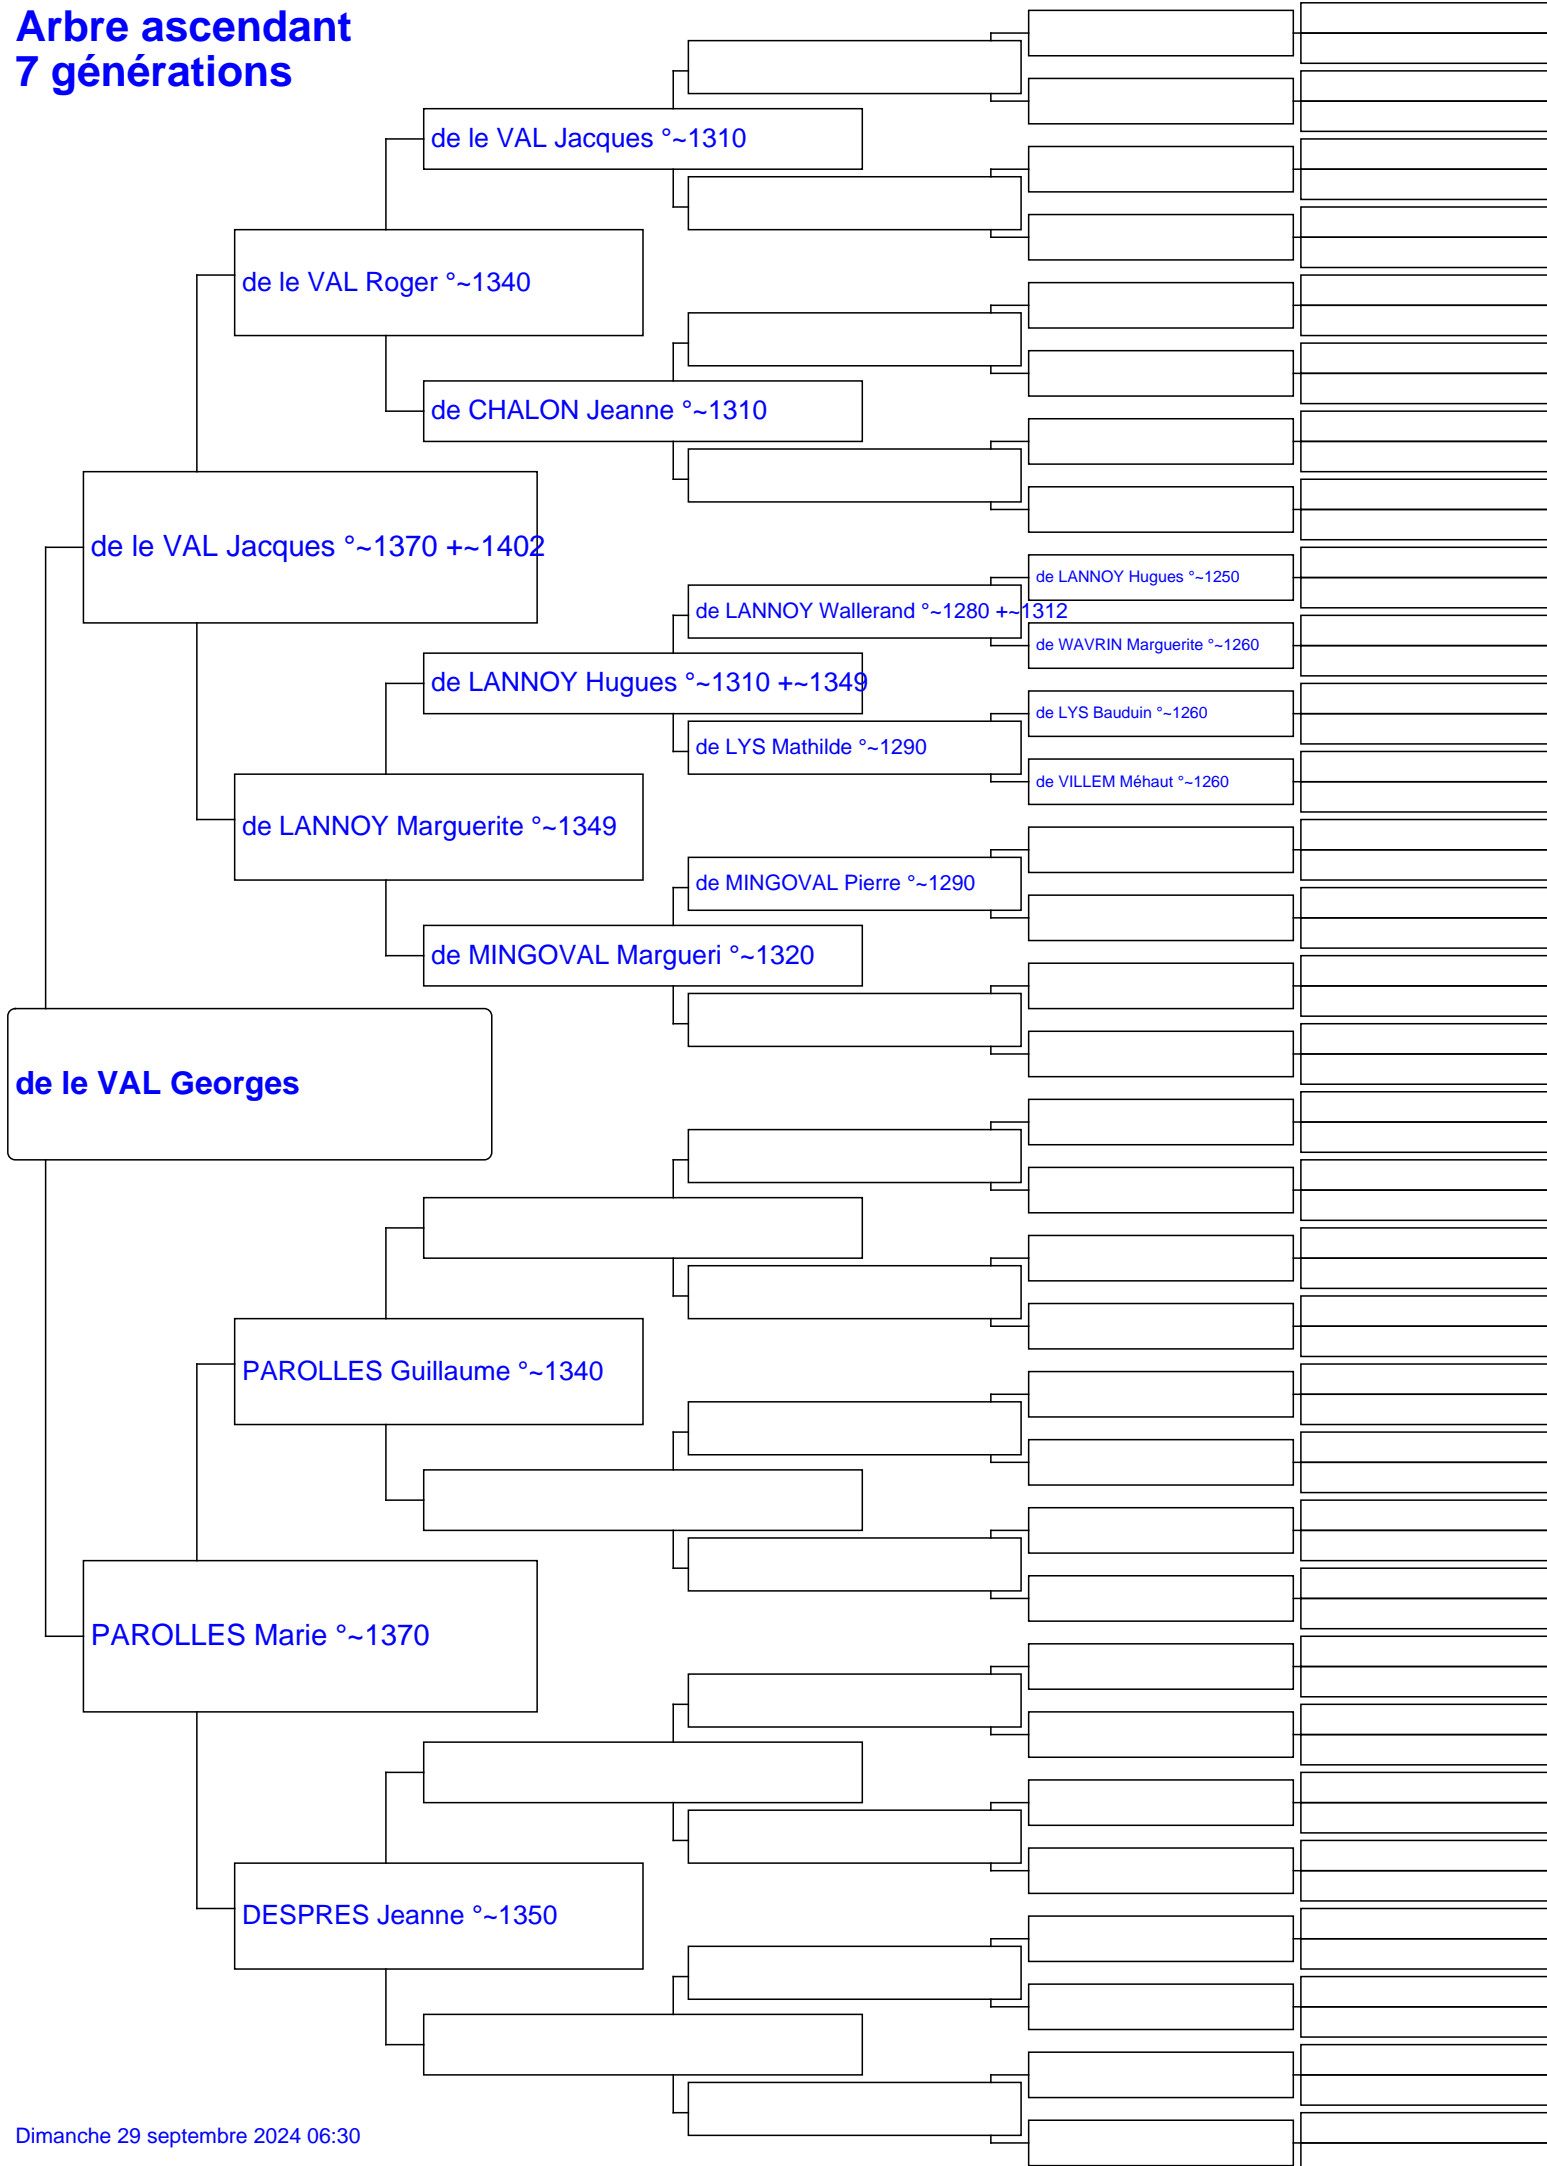 Arbre ascendant
7 générations
de le VAL Jacques °~1310
de le VAL Roger °~1340
de CHALON Jeanne °~1310
de le VAL Jacques °~1370 +~1402
de LANNOY Hugues °~1250
de LANNOY Wallerand °~1280 +~1312
de WAVRIN Marguerite °~1260
de LANNOY Hugues °~1310 +~1349
de LYS Bauduin °~1260
de LYS Mathilde °~1290
de VILLEM Méhaut °~1260
de LANNOY Marguerite °~1349
de MINGOVAL Pierre °~1290
de MINGOVAL Margueri °~1320
de le VAL Georges
PAROLLES Guillaume °~1340
PAROLLES Marie °~1370
DESPRES Jeanne °~1350
Dimanche 29 septembre 2024 06:30